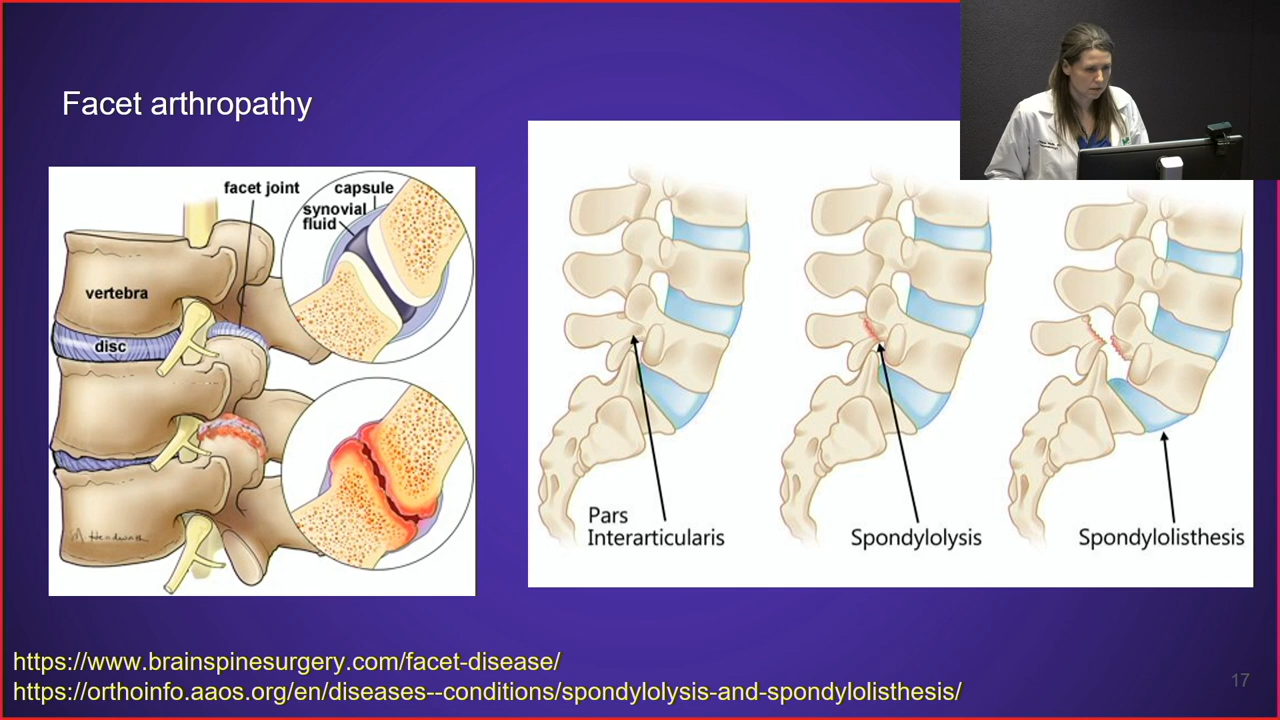 Facet arthropathy
facet joint
capsule
synovial
fluid
vertebra
disc
Pars
Interarticularis
Spondylolysis
Spondylolisthesis
https://www.brainspinesurgery.com/facet-disease/
https://orthoinfo.aaos.org/en/diseases--conditions/spondylolysis-and-spondylolisthesis/
17